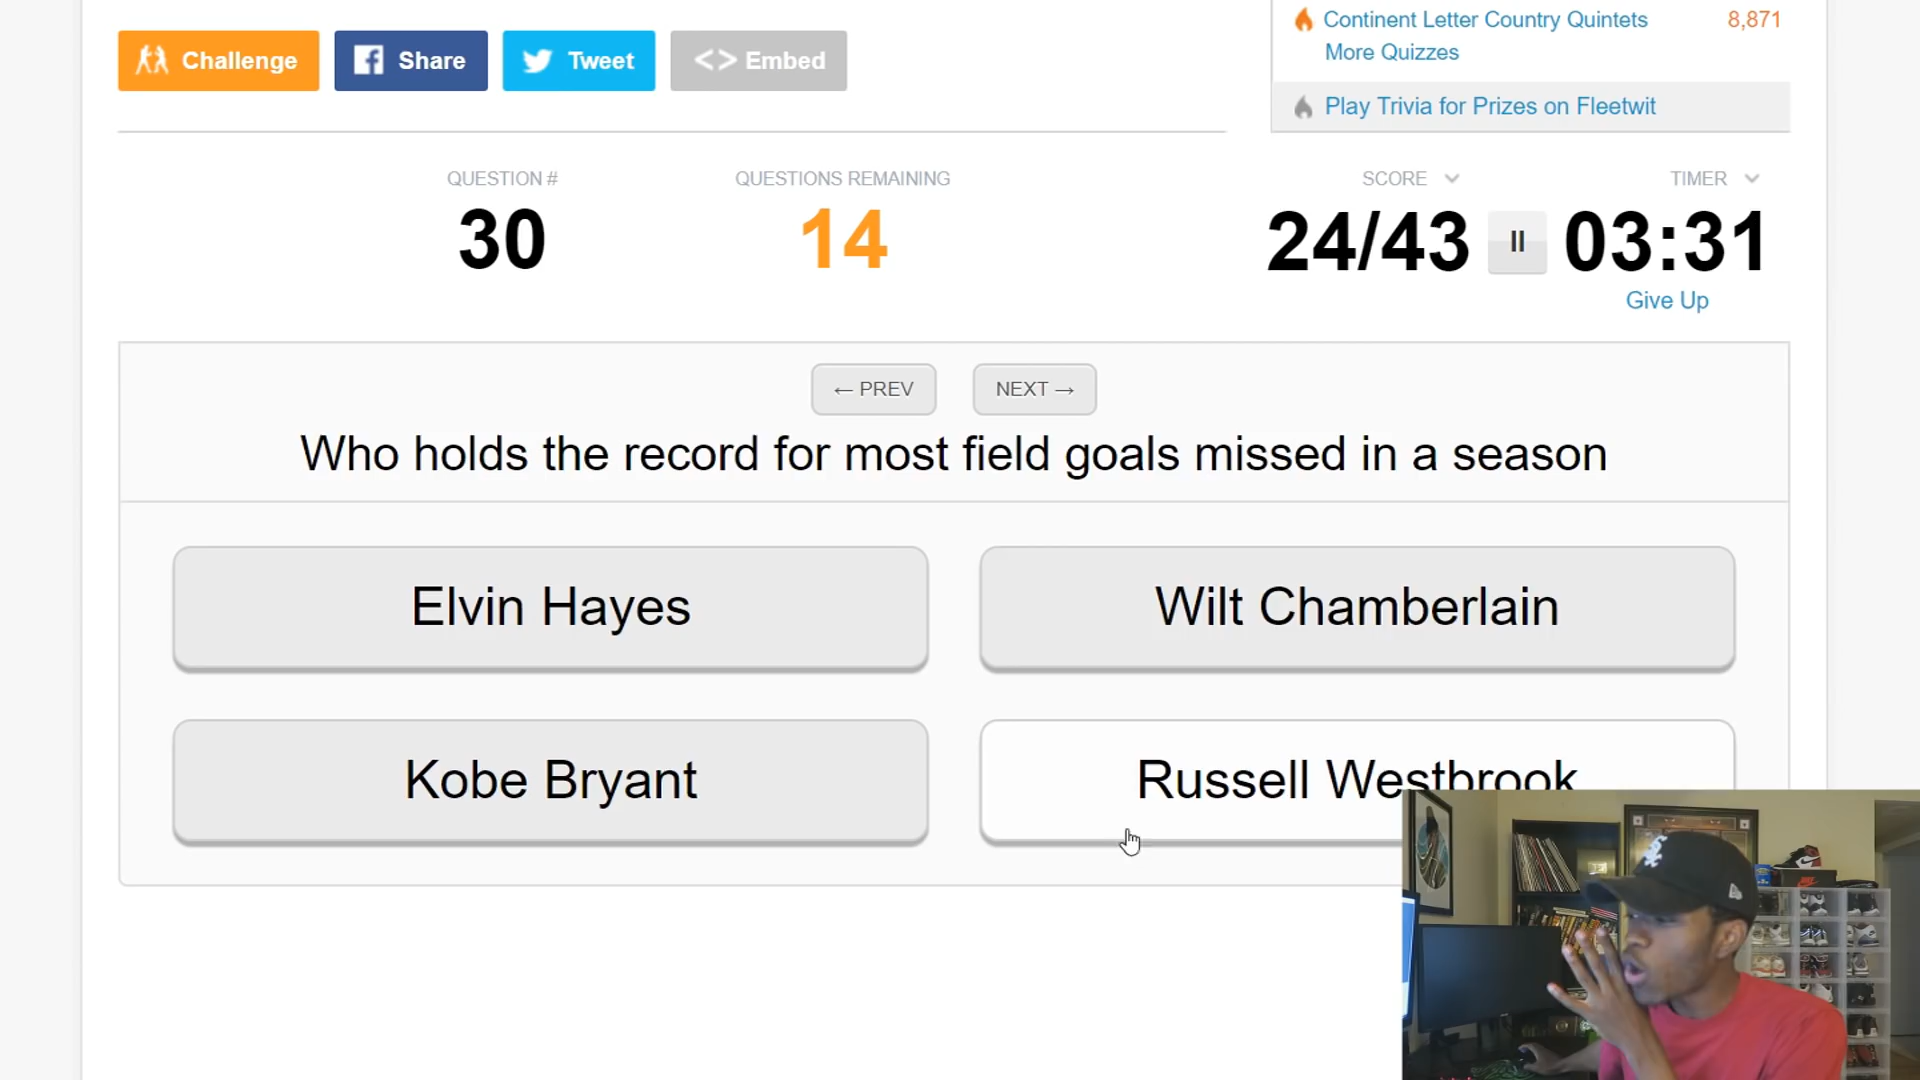 Challenge
Share
Tweet
<> Embed
Continent Letter Country Quintets 8,871
More Quizzes
Play Trivia for Prizes on Fleetwit
QUESTION #
30
QUESTIONS REMAINING
14
SCORE
24/43
TIMER
03:31
Give Up
← PREV
NEXT →
Who holds the record for most field goals missed in a season
Elvin Hayes
Wilt Chamberlain
Kobe Bryant
Russell Westbrook